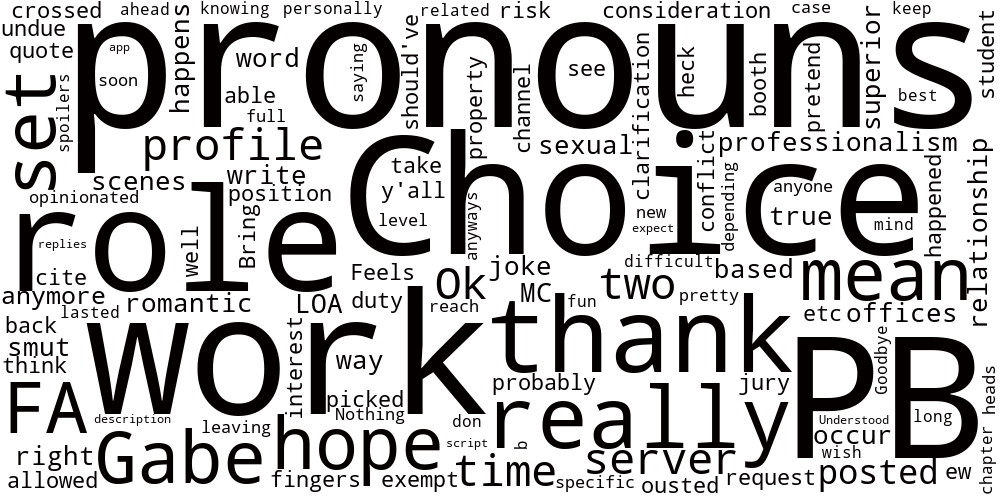 crossed
ahead
knowing
personally
related
risk
consideration
case
keep
undue
quote
app
soon
spoilers
happens
word
able
full
saying
should've
see
heck
booth
pretend
superior
best
student
pronouns
set
property
channel
clarification
profile
scenes
write
position
opinionated
take
y'all
level
sexual
conflict
professionalism
depending
anyone
true
mind
happened
relationship
role
Choice
replies
well
Bring
anyways
new
expect
cite
anymore
lasted
romantic
Feels
LOA
duty
Ok
reach
joke
MC
fun
two
difficult
pretty
based
mean
etc
offices
back
smut
think
work
interest
way
picked
Nothing
thank
probably
jury
PB
Goodbye
heads
FA
description
leaving
don
script
b
really
Understood
occur
wish
long
chapter
right
allowed
Gabe
hope
fingers
exempt
time
specific
server
ousted
request
posted
ew